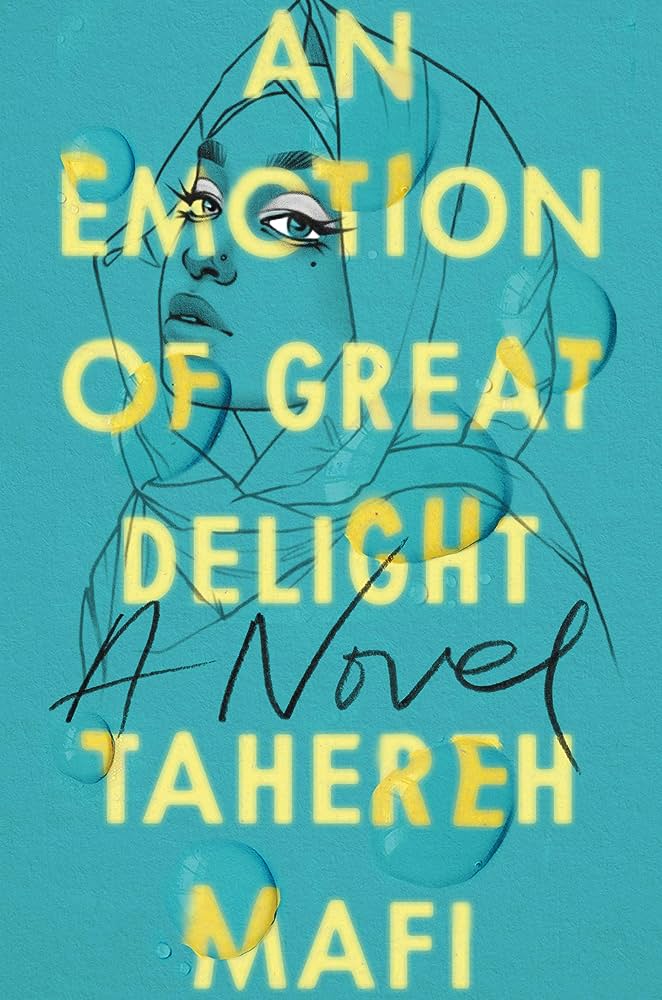 AN
EMOTION
OF GREAT
DELIGHT
A Novel
TAHEREH
MAFI